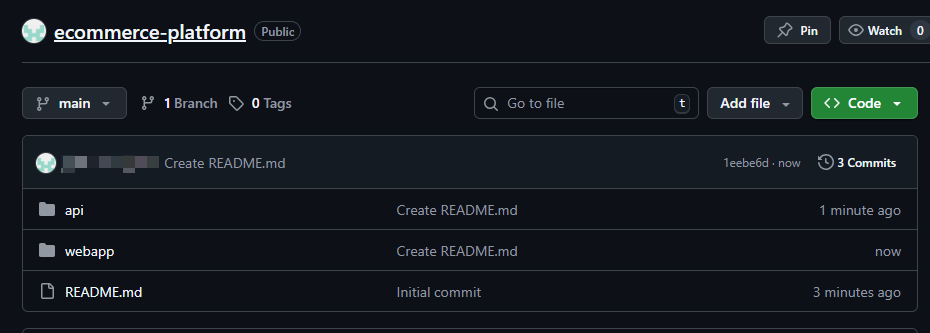 ecommerce-platform Public Pin Watch 0
main 1 Branch 0 Tags Go to file t Add file Code
Create README.md 1eebe6d · now 3 Commits
api Create README.md 1 minute ago
webapp Create README.md now
README.md Initial commit 3 minutes ago